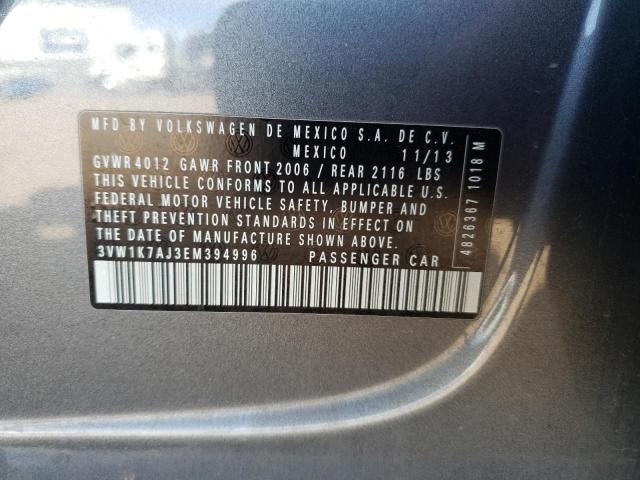 MFD BY VOLKSWAGEN DE MEXICO S.A. DE C.V.
MEXICO 11/13
GVWR 4012 GAWR FRONT 2006 / REAR 2116 LBS
THIS VEHICLE CONFORMS TO ALL APPLICABLE U.S.
FEDERAL MOTOR VEHICLE SAFETY, BUMPER AND
THEFT PREVENTION STANDARDS IN EFFECT ON
THE DATE OF MANUFACTURE SHOWN ABOVE.
3VW1K7AJ3EM394996 PASSENGER CAR
4826367 1018 M